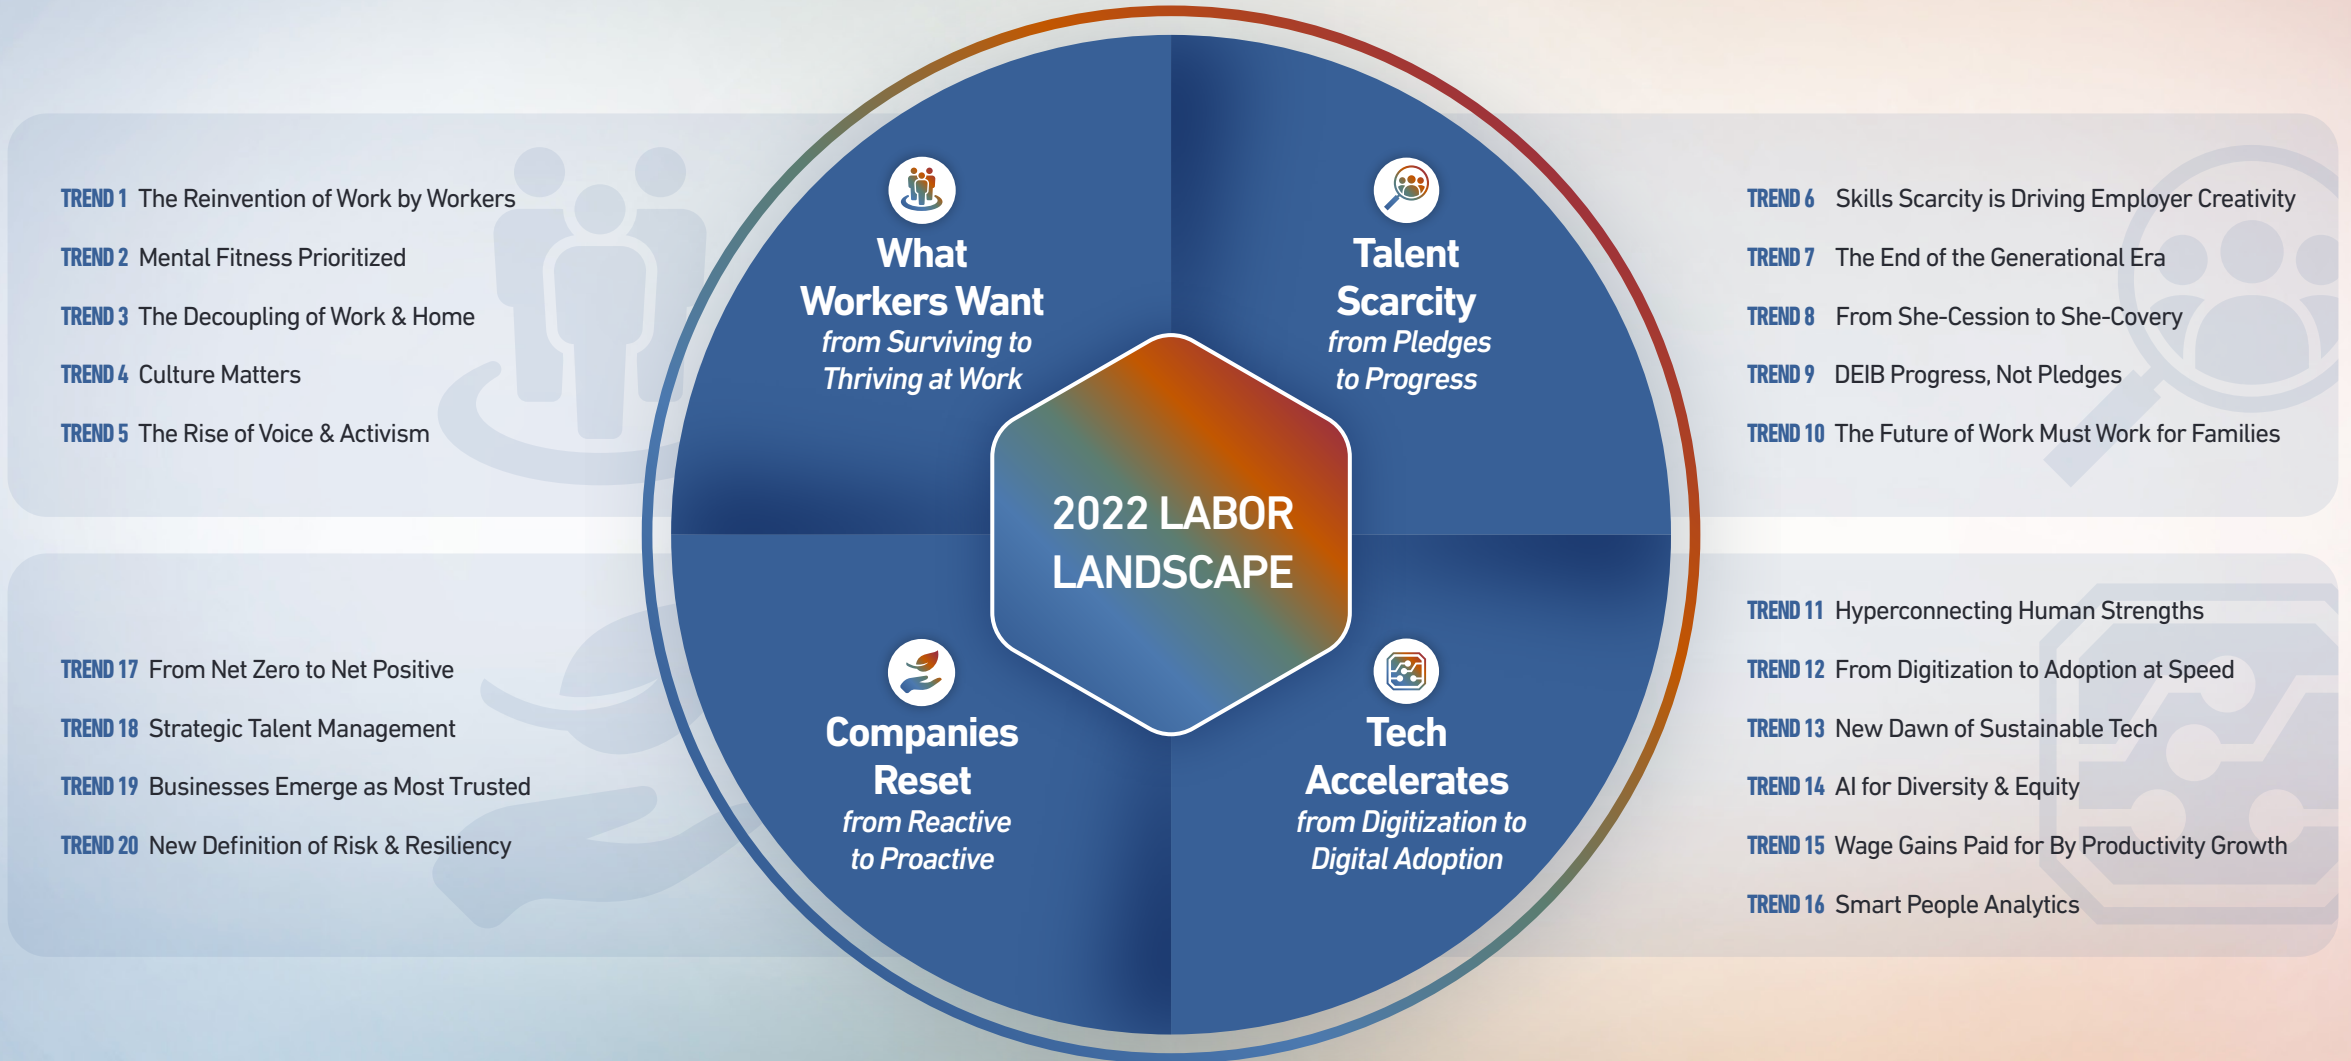 What
Workers Want
from Surviving to
Thriving at Work
TREND 1 The Reinvention of Work by Workers
TREND 2 Mental Fitness Prioritized
TREND 3 The Decoupling of Work & Home
TREND 4 Culture Matters
TREND 5 The Rise of Voice & Activism
Talent
Scarcity
from Pledges
to Progress
TREND 6 Skills Scarcity is Driving Employer Creativity
TREND 7 The End of the Generational Era
TREND 8 From She-Cession to She-Covery
TREND 9 DEIB Progress, Not Pledges
TREND 10 The Future of Work Must Work for Families
2022 LABOR
LANDSCAPE
Tech
Accelerates
from Digitization to
Digital Adoption
TREND 11 Hyperconnecting Human Strengths
TREND 12 From Digitization to Adoption at Speed
TREND 13 New Dawn of Sustainable Tech
TREND 14 AI for Diversity & Equity
TREND 15 Wage Gains Paid for By Productivity Growth
TREND 16 Smart People Analytics
Companies
Reset
from Reactive
to Proactive
TREND 17 From Net Zero to Net Positive
TREND 18 Strategic Talent Management
TREND 19 Businesses Emerge as Most Trusted
TREND 20 New Definition of Risk & Resiliency